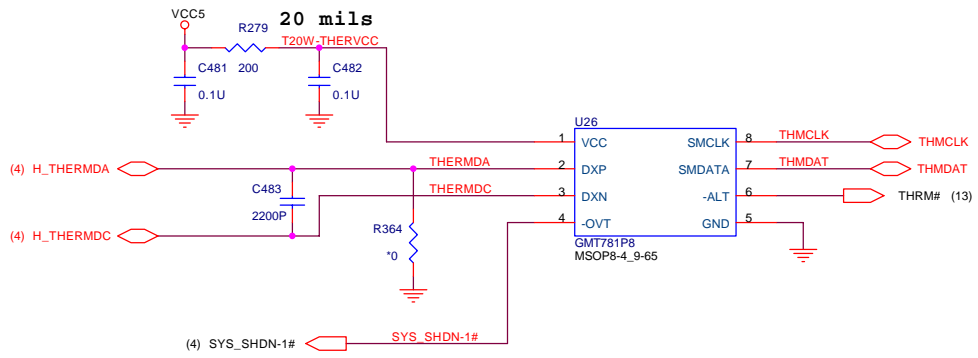 VCC5
20 mils
R279
T20W-THERVCC
C481
200
C482
0.1U
0.1U
U26
1
VCC
SMCLK
8
THMCLK
THMCLK
(4) H_THERMDA
THERMDA
2
DXP
SMDATA
7
THMDAT
THMDAT
C483
THERMDC
3
DXN
-ALT
6
THRM# (13)
2200P
(4) H_THERMDC
4
-OVT
GND
5
R364
*0
GMT781P8
MSOP8-4_9-65
(4) SYS_SHDN-1#
SYS_SHDN-1#